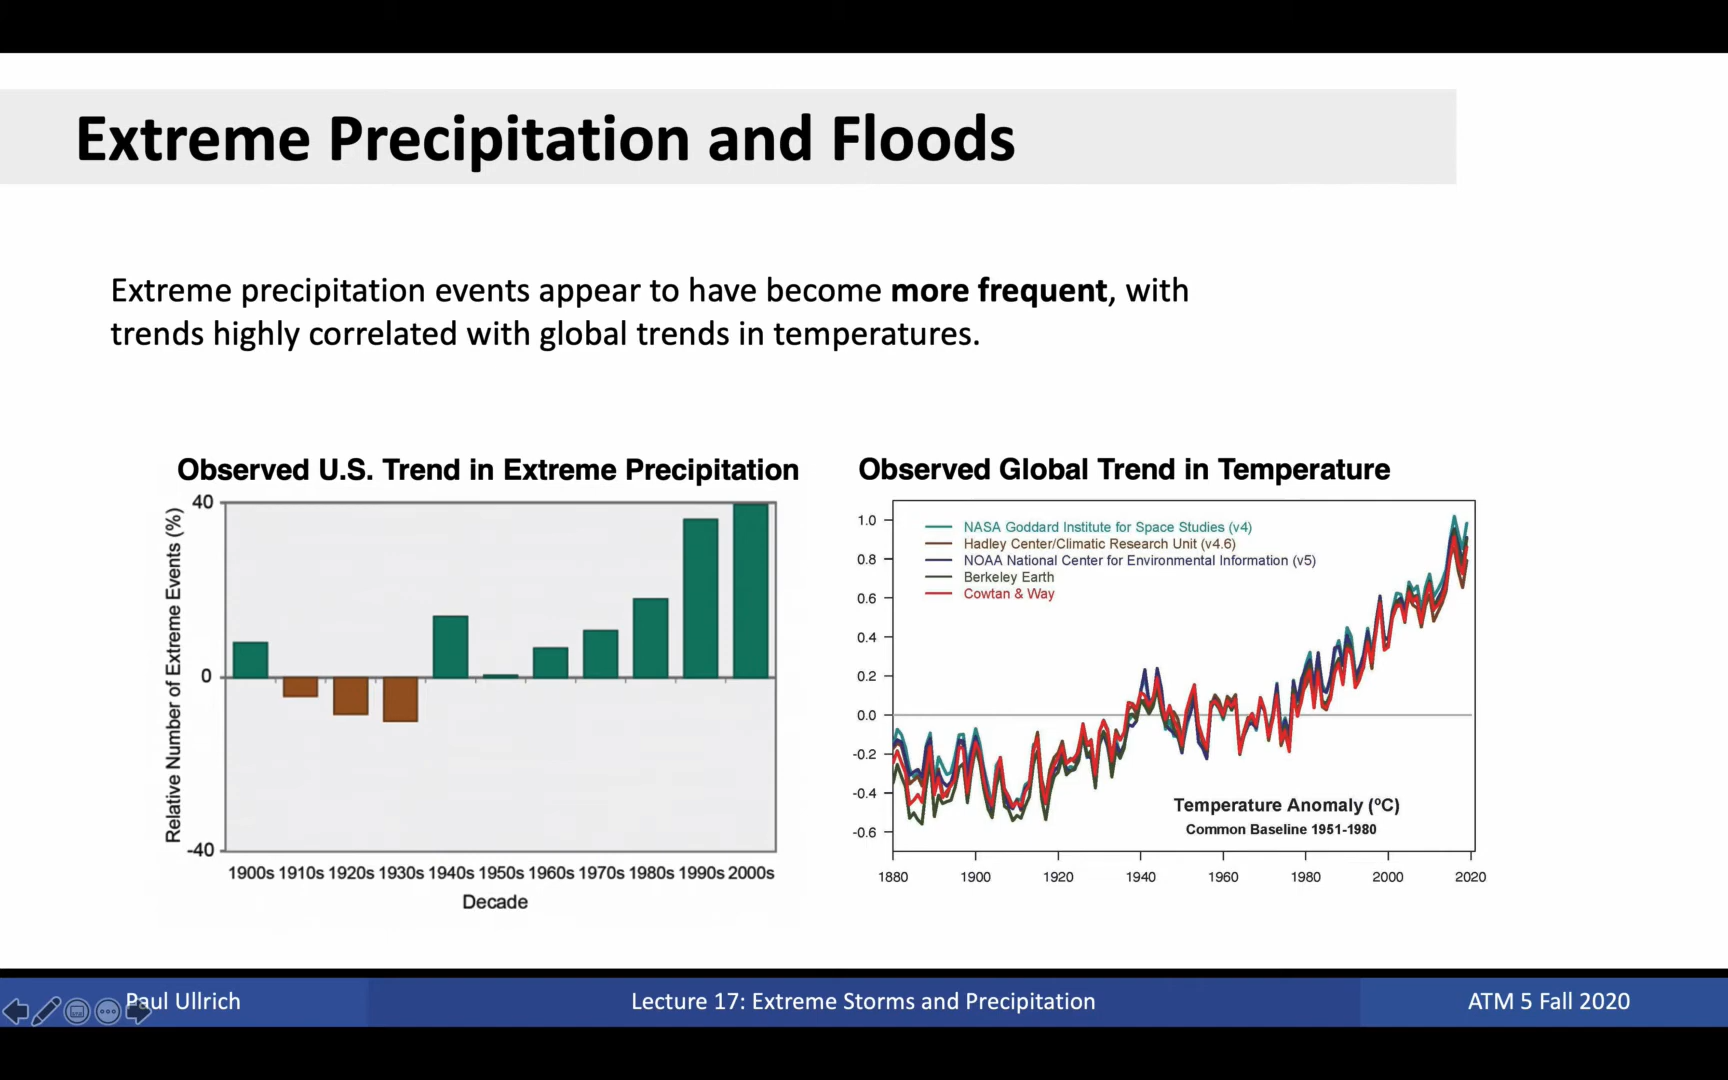 Extreme Precipitation and Floods
Extreme precipitation events appear to have become more frequent, with
trends highly correlated with global trends in temperatures.
Observed U.S. Trend in Extreme Precipitation
Relative Number of Extreme Events (%)
40
0
-40
1900s 1910s 1920s 1930s 1940s 1950s 1960s 1970s 1980s 1990s 2000s
Decade
Observed Global Trend in Temperature
1.0
0.8
0.6
0.4
0.2
0.0
-0.2
-0.4
-0.6
NASA Goddard Institute for Space Studies (v4)
Hadley Center/Climatic Research Unit (v4.6)
NOAA National Center for Environmental Information (v5)
Berkeley Earth
Cowtan & Way
Temperature Anomaly (ºC)
Common Baseline 1951-1980
1880 1900 1920 1940 1960 1980 2000 2020
Paul Ullrich
Lecture 17: Extreme Storms and Precipitation
ATM 5 Fall 2020